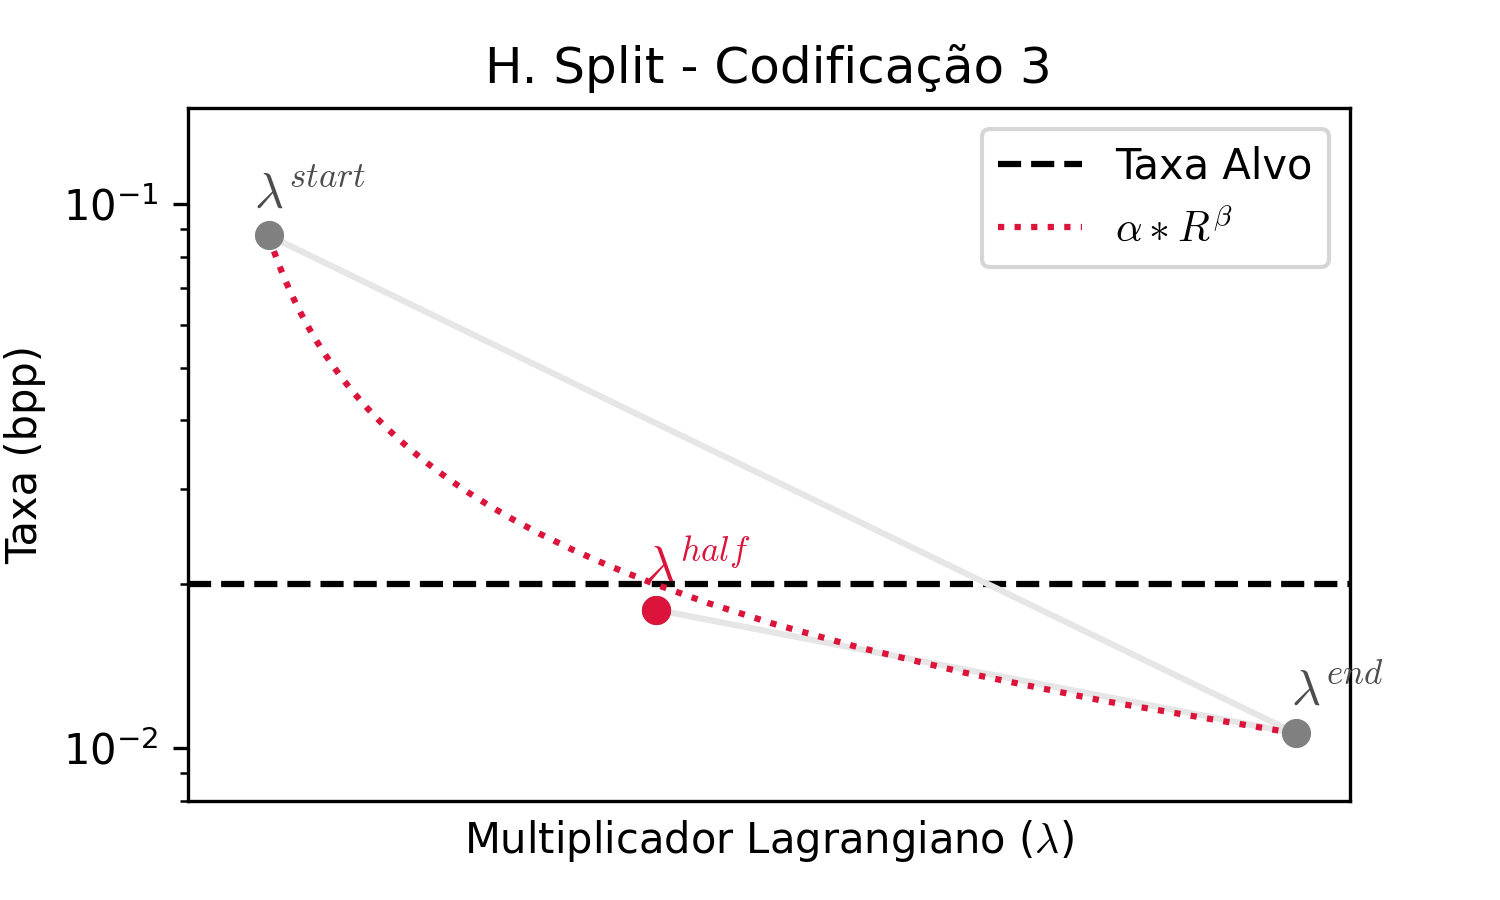 H. Split - Codificação 3
Taxa Alvo
α * R^β
λ^start
10⁻¹
λ^half
λ^end
10⁻²
Taxa (bpp)
Multiplicador Lagrangiano (λ)